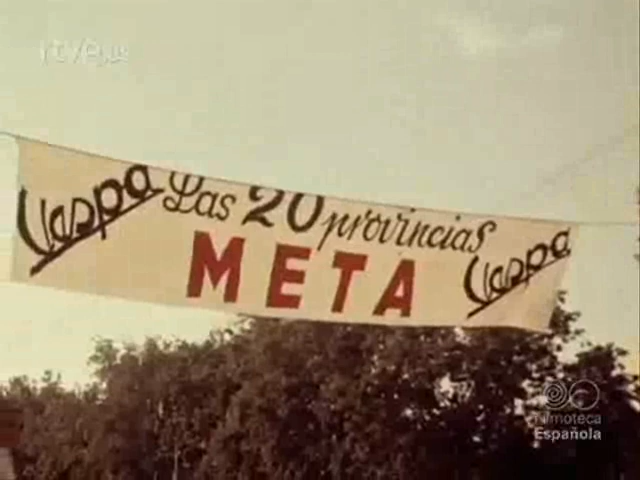 rtve.es
Vespa Las 20 provincias Vespa
META
Filmoteca
Española